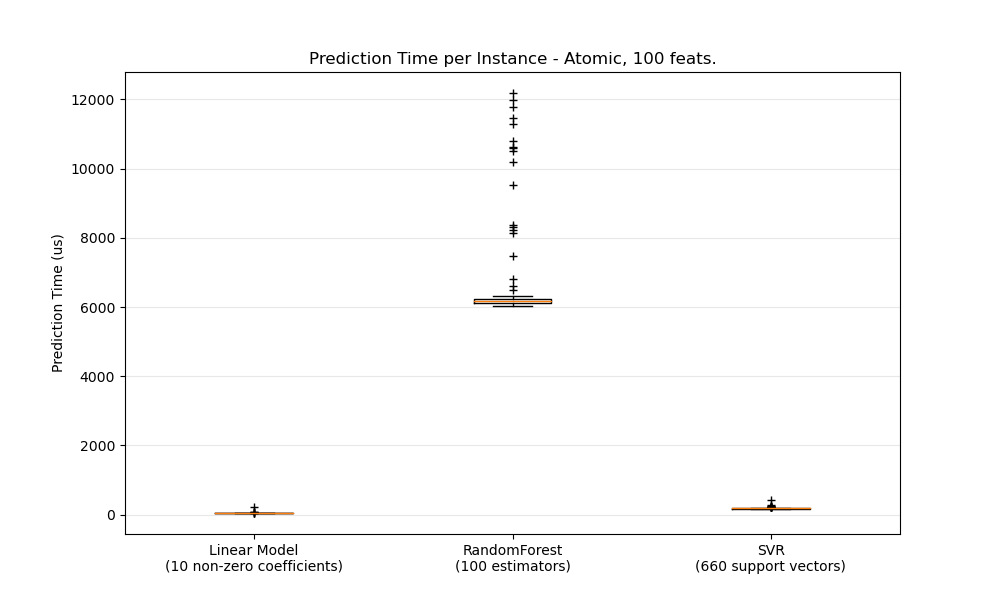 Prediction Time per Instance - Atomic, 100 feats.
Prediction Time (us)
12000
10000
8000
6000
4000
2000
0
Linear Model
(10 non-zero coefficients)
RandomForest
(100 estimators)
SVR
(660 support vectors)